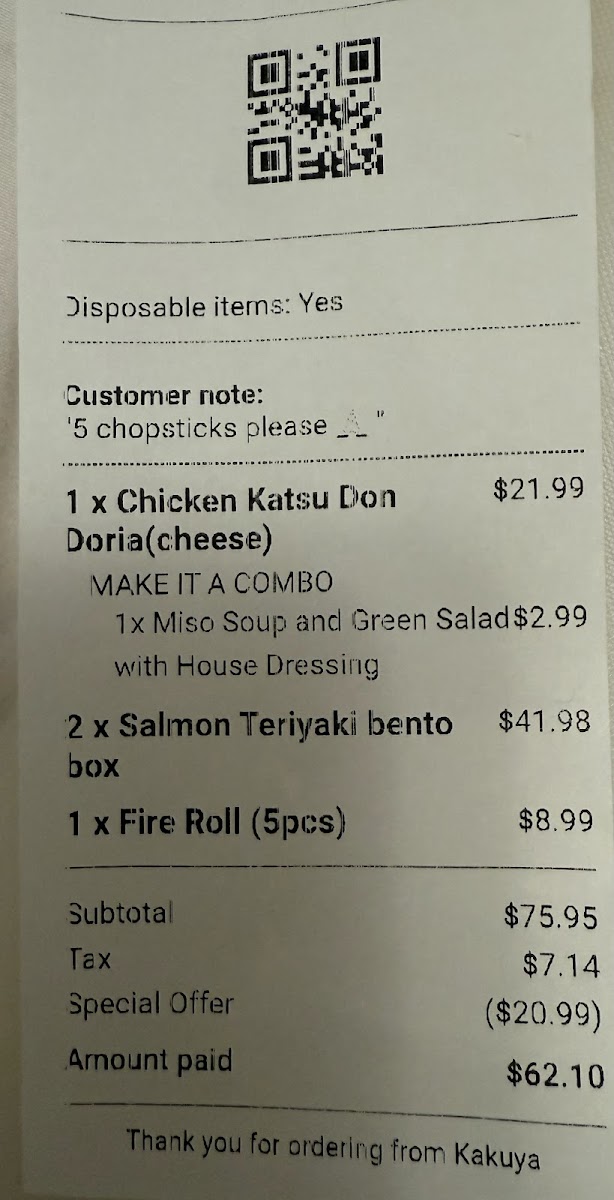 Disposable items: Yes
Customer note:
'5 chopsticks please "
1 x Chicken Katsu Don $21.99
Doria(cheese)
MAKE IT A COMBO
1x Miso Soup and Green Salad $2.99
with House Dressing
2 x Salmon Teriyaki bento $41.98
box
1 x Fire Roll (5pcs) $8.99
Subtotal $75.95
Tax $7.14
Special Offer ($20.99)
Amount paid $62.10
Thank you for ordering from Kakuya